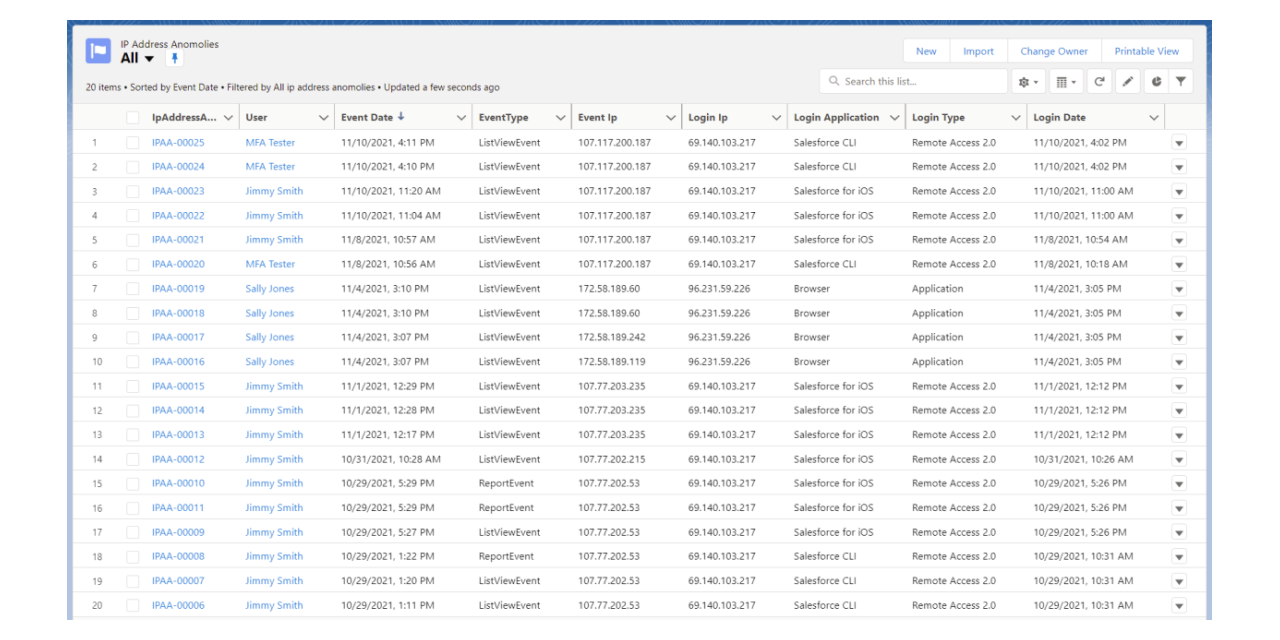 IP Address Anomolies
All
New Import Change Owner Printable View
20 items • Sorted by Event Date • Filtered by All ip address anomolies • Updated a few seconds ago
Search this list...
IpAddressA... User Event Date EventType Event Ip Login Ip Login Application Login Type Login Date
1 IPAA-00025 MFA Tester 11/10/2021, 4:11 PM ListViewEvent 107.117.200.187 69.140.103.217 Salesforce CLI Remote Access 2.0 11/10/2021, 4:02 PM
2 IPAA-00024 MFA Tester 11/10/2021, 4:10 PM ListViewEvent 107.117.200.187 69.140.103.217 Salesforce CLI Remote Access 2.0 11/10/2021, 4:02 PM
3 IPAA-00023 Jimmy Smith 11/10/2021, 11:20 AM ListViewEvent 107.117.200.187 69.140.103.217 Salesforce for iOS Remote Access 2.0 11/10/2021, 11:00 AM
4 IPAA-00022 Jimmy Smith 11/10/2021, 11:04 AM ListViewEvent 107.117.200.187 69.140.103.217 Salesforce for iOS Remote Access 2.0 11/10/2021, 11:00 AM
5 IPAA-00021 Jimmy Smith 11/8/2021, 10:57 AM ListViewEvent 107.117.200.187 69.140.103.217 Salesforce for iOS Remote Access 2.0 11/8/2021, 10:54 AM
6 IPAA-00020 MFA Tester 11/8/2021, 10:56 AM ListViewEvent 107.117.200.187 69.140.103.217 Salesforce CLI Remote Access 2.0 11/8/2021, 10:18 AM
7 IPAA-00019 Sally Jones 11/4/2021, 3:10 PM ListViewEvent 172.58.189.60 96.231.59.226 Browser Application 11/4/2021, 3:05 PM
8 IPAA-00018 Sally Jones 11/4/2021, 3:10 PM ListViewEvent 172.58.189.60 96.231.59.226 Browser Application 11/4/2021, 3:05 PM
9 IPAA-00017 Sally Jones 11/4/2021, 3:07 PM ListViewEvent 172.58.189.242 96.231.59.226 Browser Application 11/4/2021, 3:05 PM
10 IPAA-00016 Sally Jones 11/4/2021, 3:07 PM ListViewEvent 172.58.189.119 96.231.59.226 Browser Application 11/4/2021, 3:05 PM
11 IPAA-00015 Jimmy Smith 11/1/2021, 12:29 PM ListViewEvent 107.77.203.235 69.140.103.217 Salesforce for iOS Remote Access 2.0 11/1/2021, 12:12 PM
12 IPAA-00014 Jimmy Smith 11/1/2021, 12:28 PM ListViewEvent 107.77.203.235 69.140.103.217 Salesforce for iOS Remote Access 2.0 11/1/2021, 12:12 PM
13 IPAA-00013 Jimmy Smith 11/1/2021, 12:17 PM ListViewEvent 107.77.203.235 69.140.103.217 Salesforce for iOS Remote Access 2.0 11/1/2021, 12:12 PM
14 IPAA-00012 Jimmy Smith 10/31/2021, 10:28 AM ListViewEvent 107.77.202.215 69.140.103.217 Salesforce for iOS Remote Access 2.0 10/31/2021, 10:26 AM
15 IPAA-00010 Jimmy Smith 10/29/2021, 5:29 PM ReportEvent 107.77.202.53 69.140.103.217 Salesforce for iOS Remote Access 2.0 10/29/2021, 5:26 PM
16 IPAA-00011 Jimmy Smith 10/29/2021, 5:29 PM ReportEvent 107.77.202.53 69.140.103.217 Salesforce for iOS Remote Access 2.0 10/29/2021, 5:26 PM
17 IPAA-00009 Jimmy Smith 10/29/2021, 5:27 PM ListViewEvent 107.77.202.53 69.140.103.217 Salesforce for iOS Remote Access 2.0 10/29/2021, 5:26 PM
18 IPAA-00008 Jimmy Smith 10/29/2021, 1:22 PM ReportEvent 107.77.202.53 69.140.103.217 Salesforce CLI Remote Access 2.0 10/29/2021, 10:31 AM
19 IPAA-00007 Jimmy Smith 10/29/2021, 1:20 PM ListViewEvent 107.77.202.53 69.140.103.217 Salesforce CLI Remote Access 2.0 10/29/2021, 10:31 AM
20 IPAA-00006 Jimmy Smith 10/29/2021, 1:11 PM ListViewEvent 107.77.202.53 69.140.103.217 Salesforce CLI Remote Access 2.0 10/29/2021, 10:31 AM